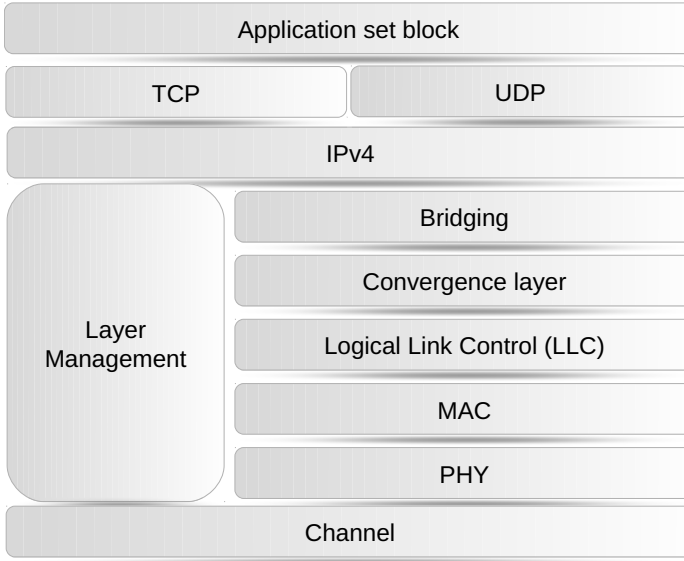 Application set block
TCP
UDP
IPv4
Bridging
Convergence layer
Layer
Management
Logical Link Control (LLC)
MAC
PHY
Channel